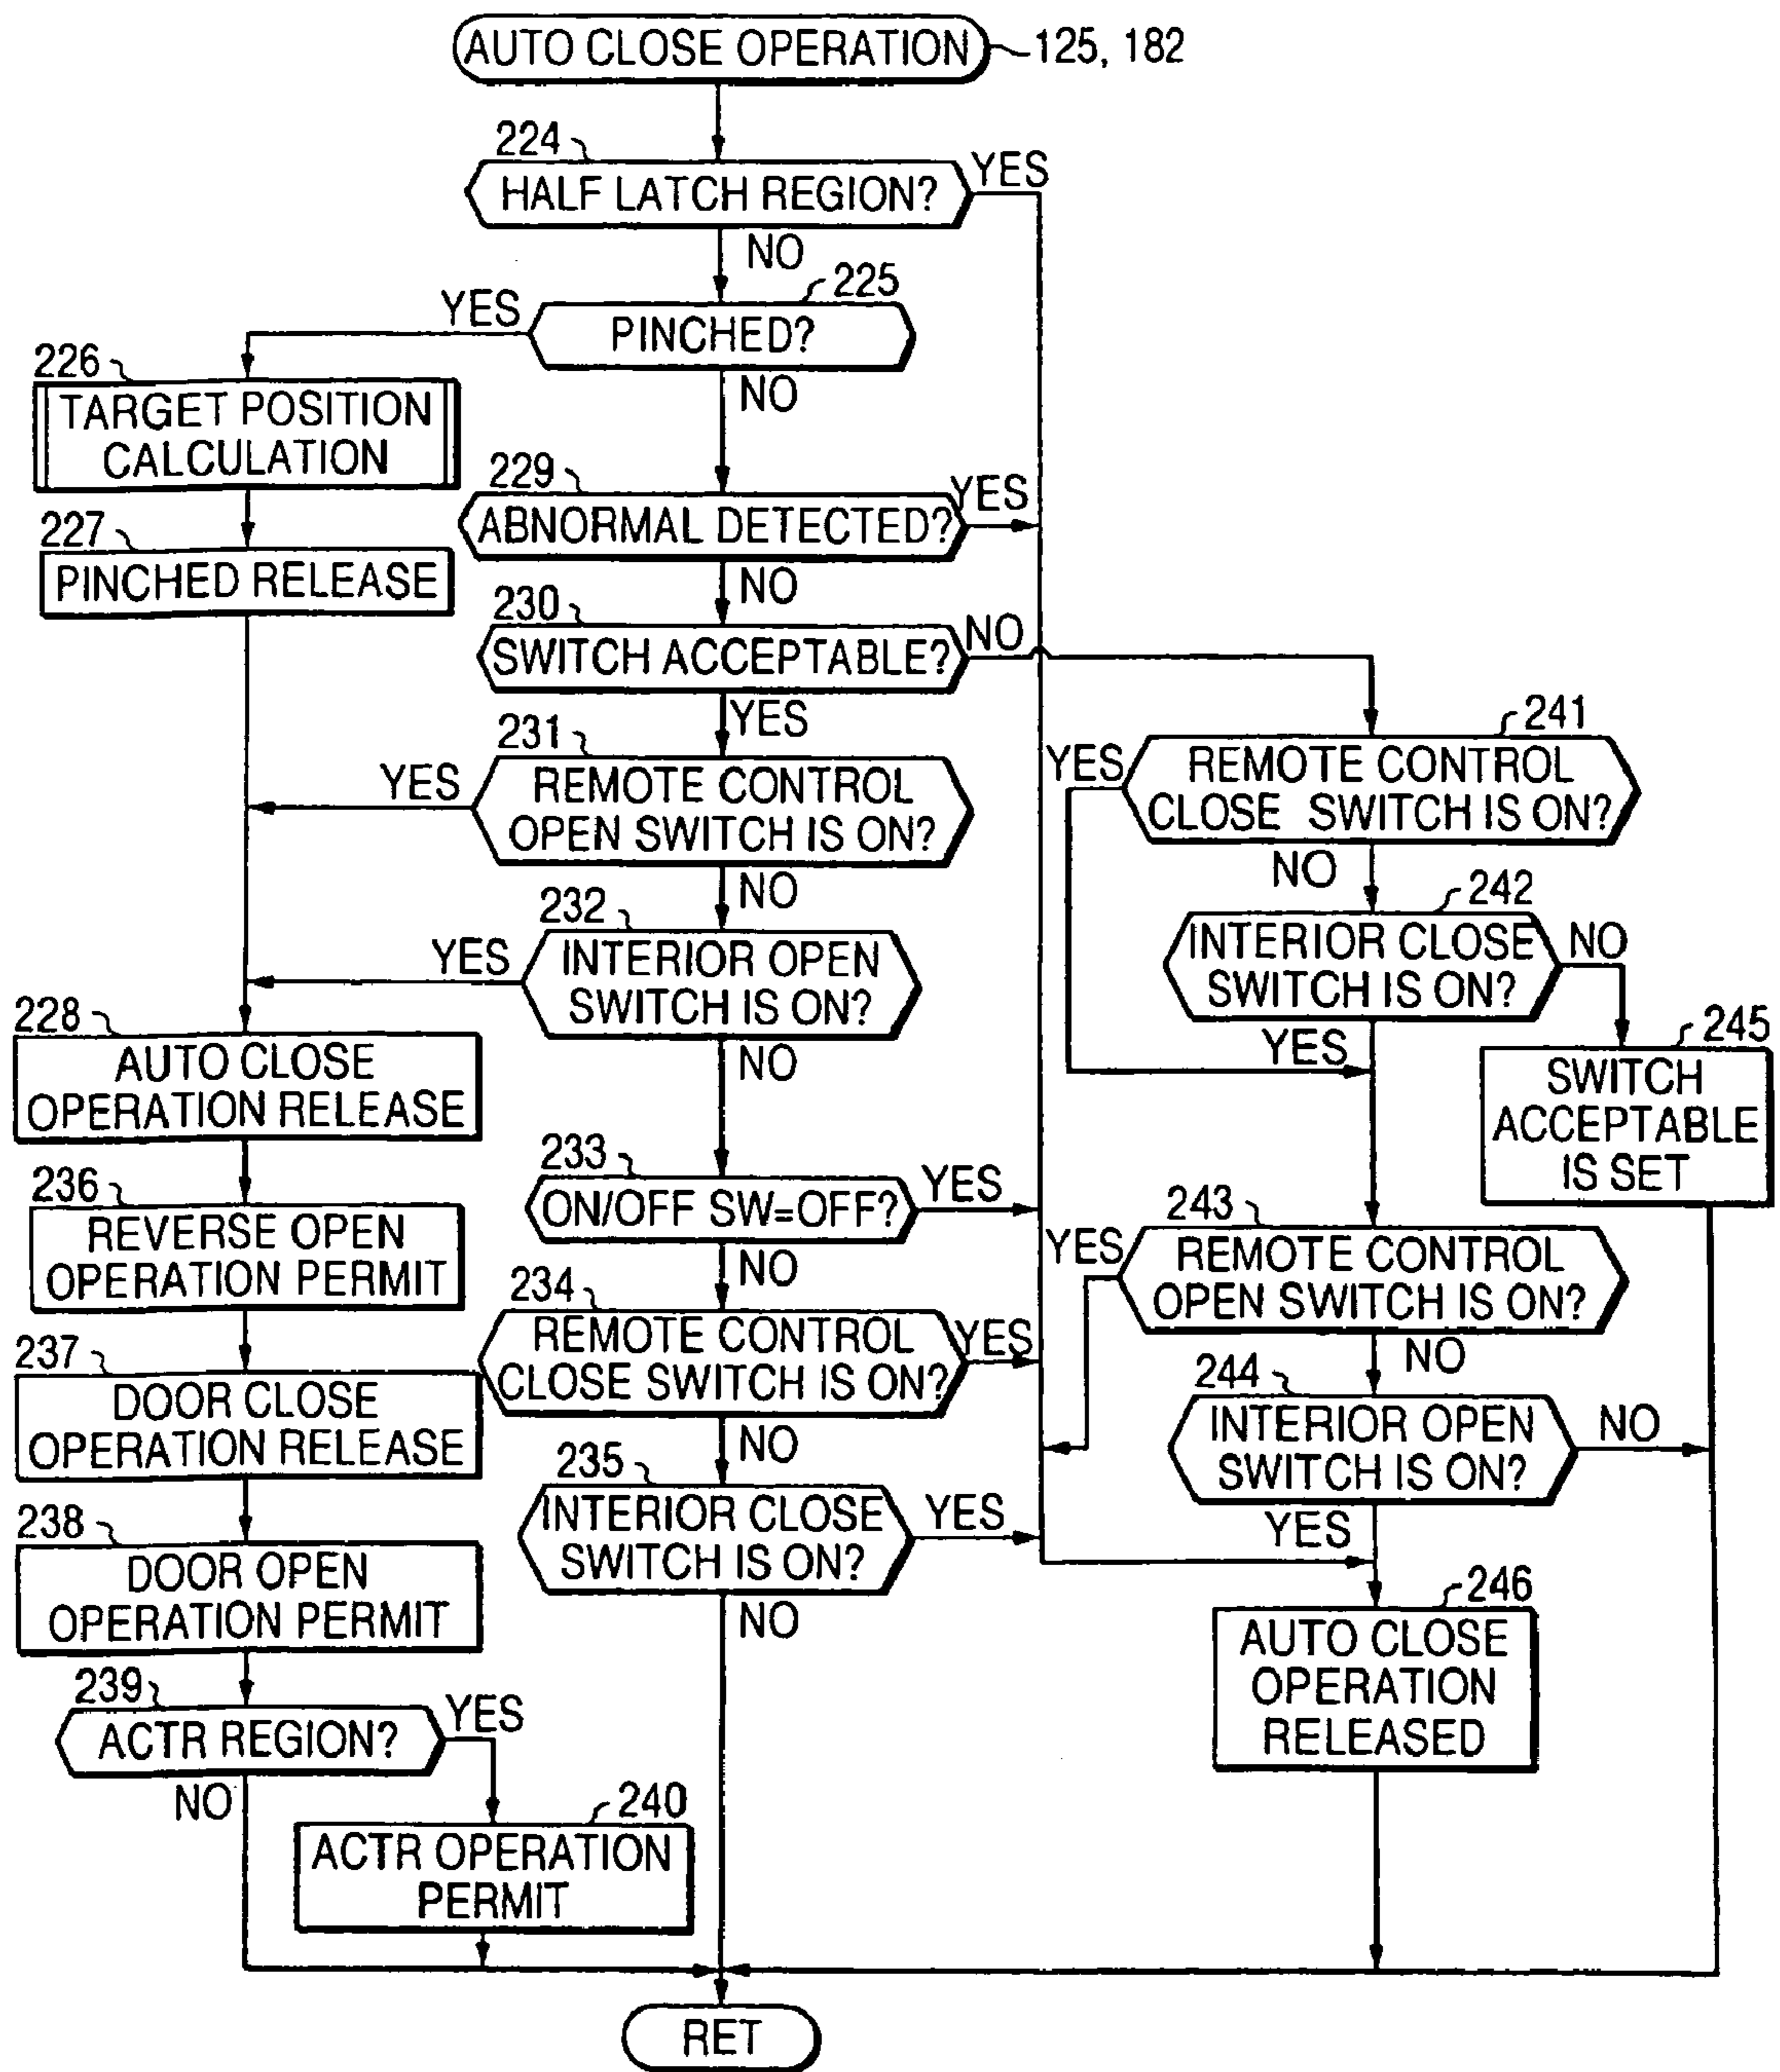 AUTO CLOSE OPERATION
125, 182
224
HALF LATCH REGION?
YES
NO
225
PINCHED?
YES
NO
226
TARGET POSITION
CALCULATION
227
PINCHED RELEASE
229
ABNORMAL DETECTED?
YES
NO
230
SWITCH ACCEPTABLE?
NO
YES
231
REMOTE CONTROL
OPEN SWITCH IS ON?
YES
NO
232
INTERIOR OPEN
SWITCH IS ON?
YES
NO
228
AUTO CLOSE
OPERATION RELEASE
236
REVERSE OPEN
OPERATION PERMIT
237
DOOR CLOSE
OPERATION RELEASE
238
DOOR OPEN
OPERATION PERMIT
239
ACTR REGION?
YES
NO
240
ACTR OPERATION
PERMIT
233
ON/OFF SW=OFF?
YES
NO
234
REMOTE CONTROL
CLOSE SWITCH IS ON?
YES
NO
235
INTERIOR CLOSE
SWITCH IS ON?
YES
NO
241
REMOTE CONTROL
CLOSE SWITCH IS ON?
YES
NO
242
INTERIOR CLOSE
SWITCH IS ON?
NO
YES
245
SWITCH
ACCEPTABLE
IS SET
243
REMOTE CONTROL
OPEN SWITCH IS ON?
YES
NO
244
INTERIOR OPEN
SWITCH IS ON?
NO
YES
246
AUTO CLOSE
OPERATION
RELEASED
RET